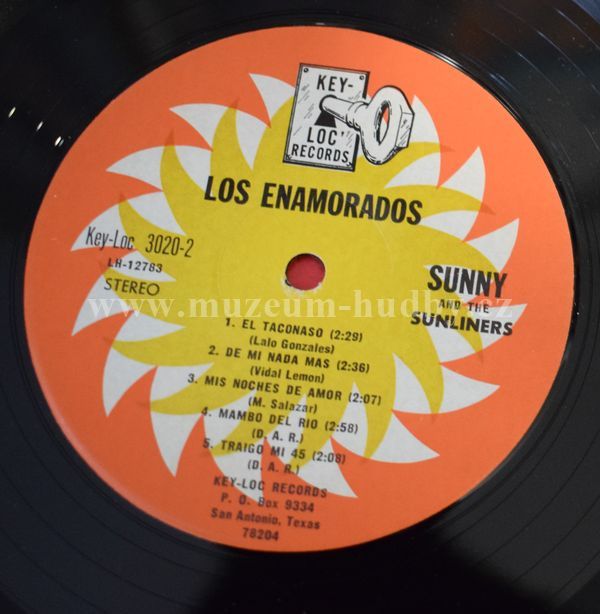 KEY-
LOC'
RECORDS
LOS ENAMORADOS
Key-Loc 3020-2
LH-12783
STEREO
SUNNY
AND THE
SUNLINERS
www.muzeum-hudby.cz
1. EL TACONASO (2:29)
(Lalo Gonzales)
2. DE MI NADA MAS (2:36)
(Vidal Lemon)
3. MIS NOCHES DE AMOR (2:07)
(M. Salazar)
4. MAMBO DEL RIO (2:58)
(D. A. R.)
5. TRAIGO MI 45 (2:08)
(D. A. R.)
KEY-LOC RECORDS
P. O. Box 9334
San Antonio, Texas
78204